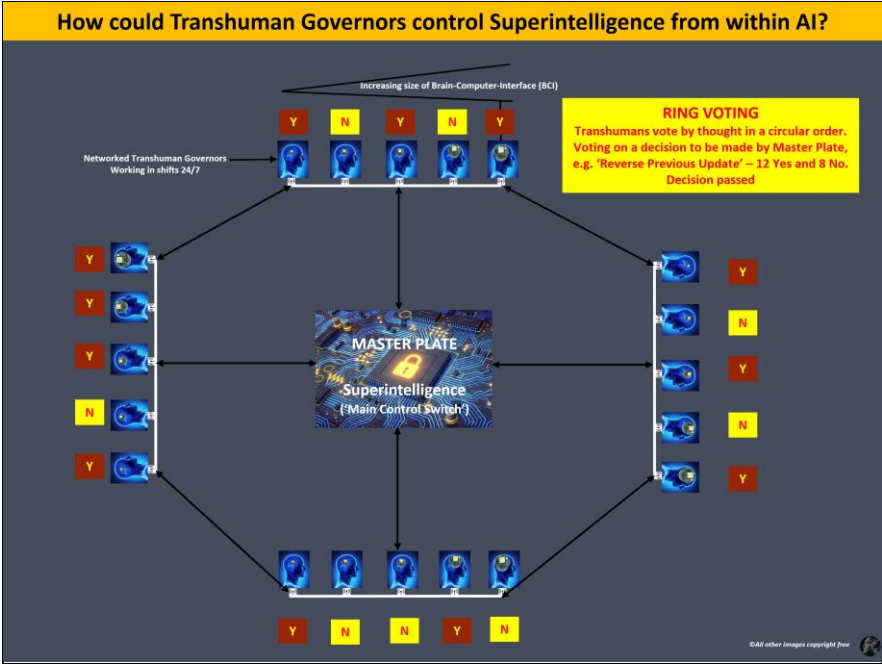 How could Transhuman Governors control Superintelligence from within AI?
Increasing size of Brain-Computer-Interface (BCI)
Y
N
Y
N
Y
RING VOTING
Transhumans vote by thought in a circular order.
Voting on a decision to be made by Master Plate,
e.g. ‘Reverse Previous Update’ – 12 Yes and 8 No.
Decision passed
Networked Transhuman Governors
Working in shifts 24/7
Y
Y
Y
N
Y
MASTER PLATE
Superintelligence
(‘Main Control Switch’)
Y
N
Y
N
Y
Y
N
N
Y
N
©All other images copyright free